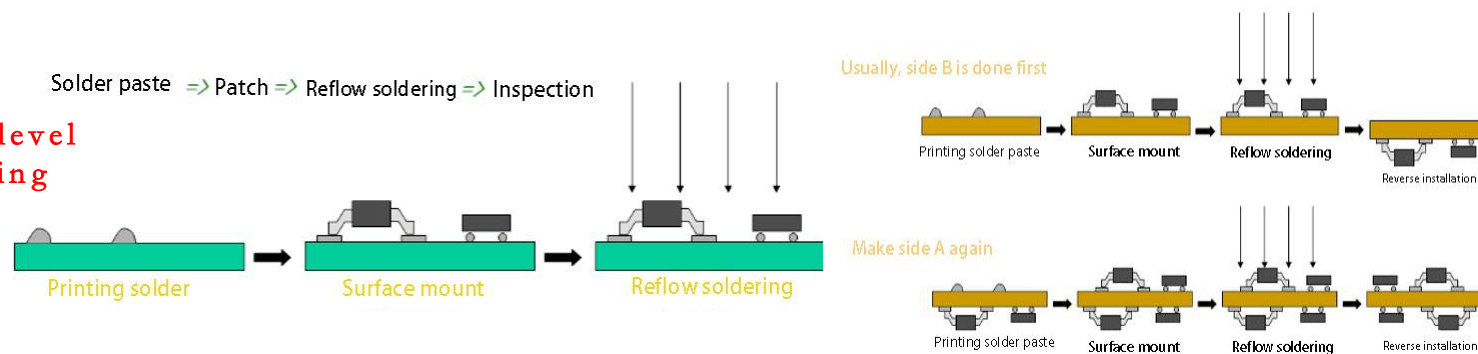 Solder paste => Patch => Reflow soldering => Inspection
level
ing
Printing solder
Surface mount
Reflow soldering
Usually, side B is done first
Printing solder paste
Surface mount
Reflow soldering
Reverse installation
Make side A again
Printing solder paste
Surface mount
Reflow soldering
Reverse installation